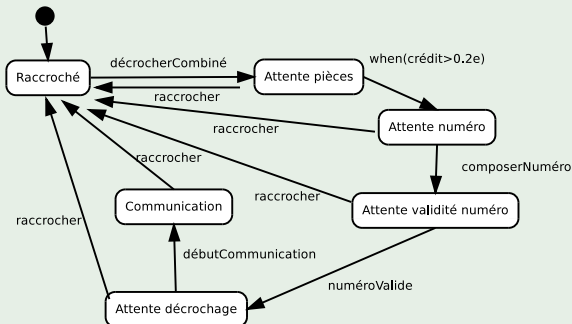 décrocherCombiné
when(crédit>0.2e)
Raccroché
Attente pièces
raccrocher
raccrocher
Attente numéro
raccrocher
composerNuméro
raccrocher
Communication
Attente validité numéro
raccrocher
débutCommunication
numéroValide
Attente décrochage